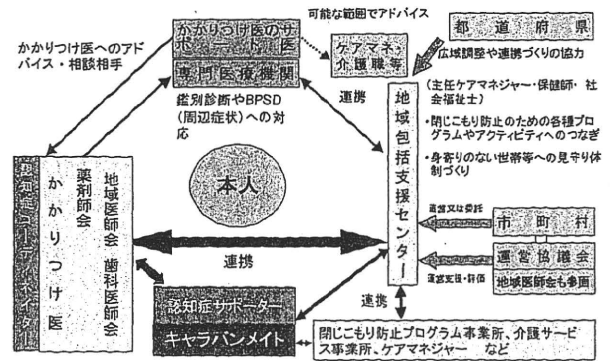 かかりつけ医へのアド
バイス・相談相手
かかりつけ医のサ
ポート医
専門医療機関
鑑別診断やBPSD
(周辺症状)への対
応
可能な範囲でアドバイス
ケアマネ、
介護職等
連携
都道府県
広域調整や連携づくりの協力
(主任ケアマネジャー・保健師・社
会福祉士)
・閉じこもり防止のための各種プ
ログラムやアクティビティへのつなぎ
・身寄りのない世帯等への見守り体
制づくり
地域包括支援センター
本人
認知症コーディネイター
かかりつけ医
薬剤師会
地域医師会 歯科医師会
連携
直営又は委託
市町村
運営協議会
地域医師会も参画
運営支援・評価
認知症サポーター
キャラバンメイト
連携
閉じこもり防止プログラム事業所、介護サービ
ス事業所、ケアマネジャー など